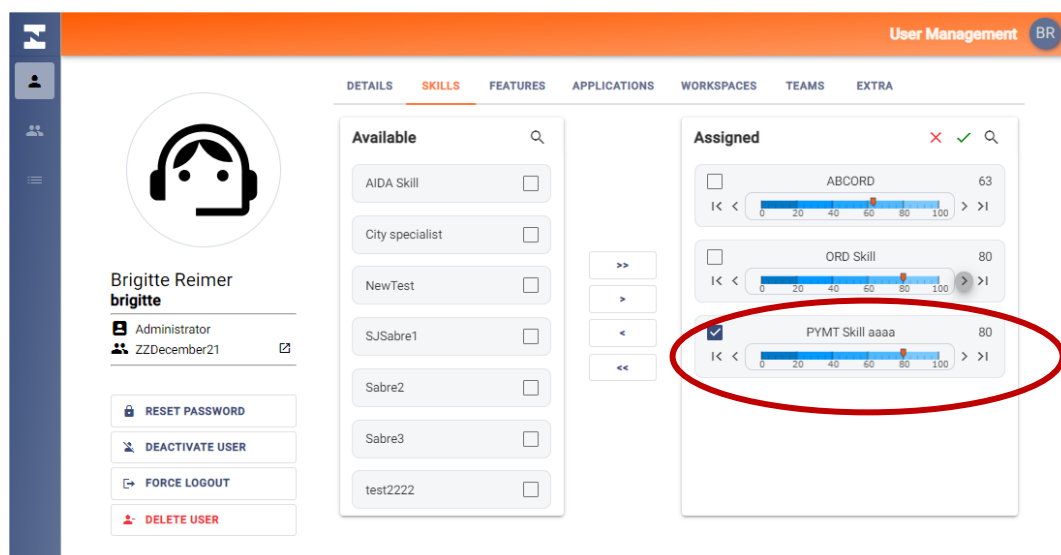 User Management BR
DETAILS SKILLS FEATURES APPLICATIONS WORKSPACES TEAMS EXTRA
Brigitte Reimer
brigitte
Administrator
ZZDecember21
RESET PASSWORD
DEACTIVATE USER
FORCE LOGOUT
DELETE USER
Available
AIDA Skill
City specialist
NewTest
SJSabre1
Sabre2
Sabre3
test2222
>>
>
<
<<
Assigned
ABCORD 63
0 20 40 60 80 100
ORD Skill 80
0 20 40 60 80 100
PYMT Skill aaaa 80
0 20 40 60 80 100